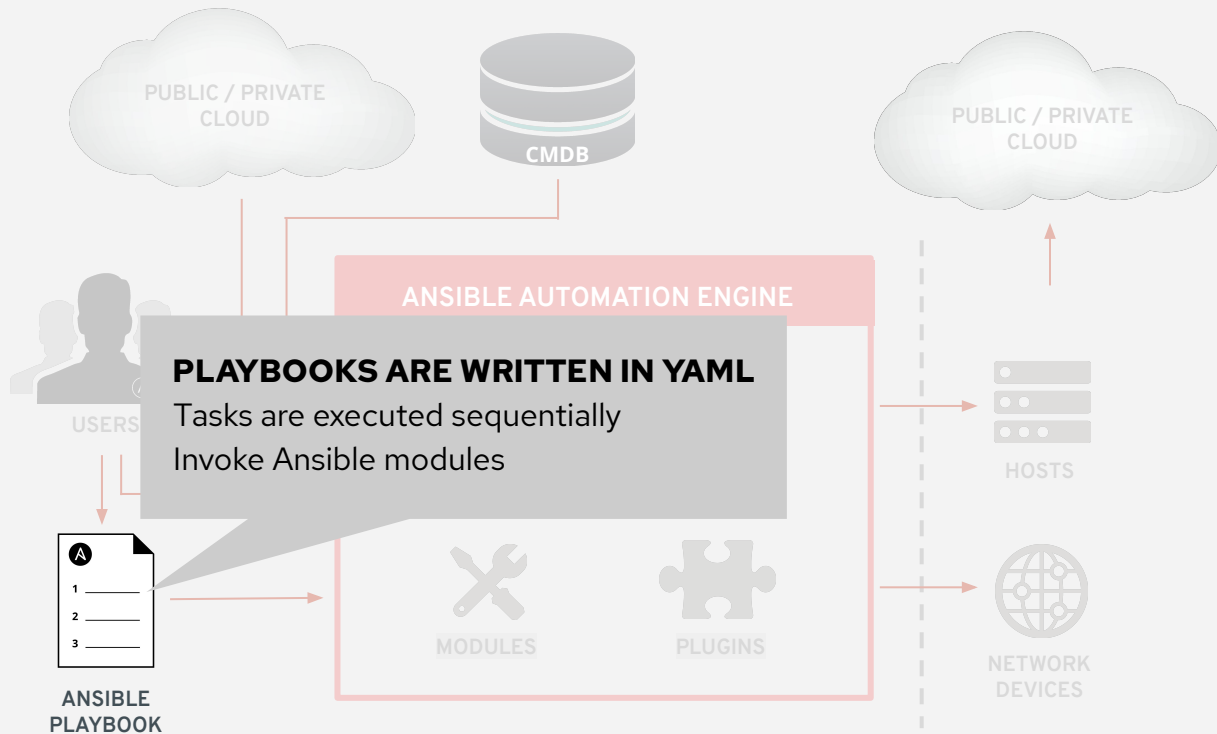 PUBLIC / PRIVATE
CLOUD
CMDB
PUBLIC / PRIVATE
CLOUD
ANSIBLE AUTOMATION ENGINE
USERS
PLAYBOOKS ARE WRITTEN IN YAML
Tasks are executed sequentially
Invoke Ansible modules
HOSTS
A
1
2
3
ANSIBLE
PLAYBOOK
MODULES
PLUGINS
NETWORK
DEVICES